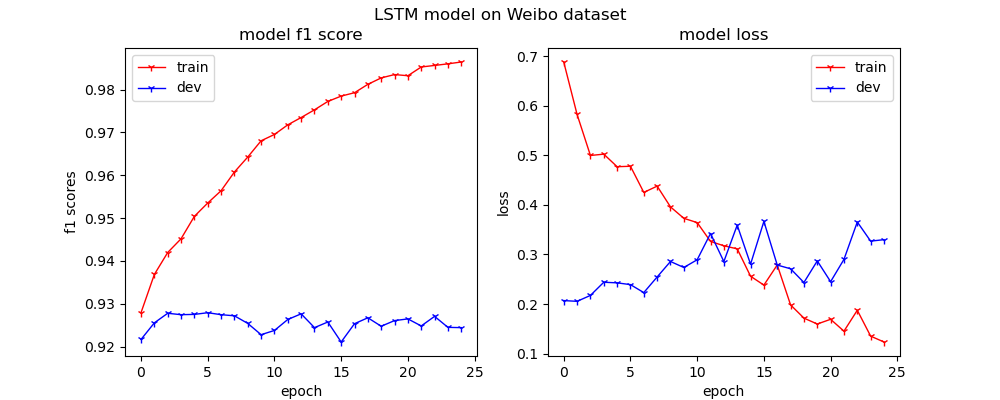 LSTM model on Weibo dataset
model f1 score
train
dev
0.98
0.97
0.96
0.95
0.94
0.93
0.92
f1 scores
0 5 10 15 20 25
epoch
model loss
train
dev
0.7
0.6
0.5
0.4
0.3
0.2
0.1
loss
0 5 10 15 20 25
epoch